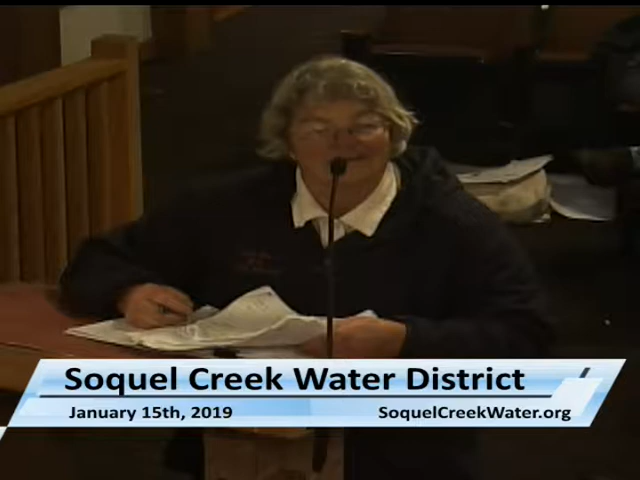 Soquel Creek Water District
January 15th, 2019
SoquelCreekWater.org